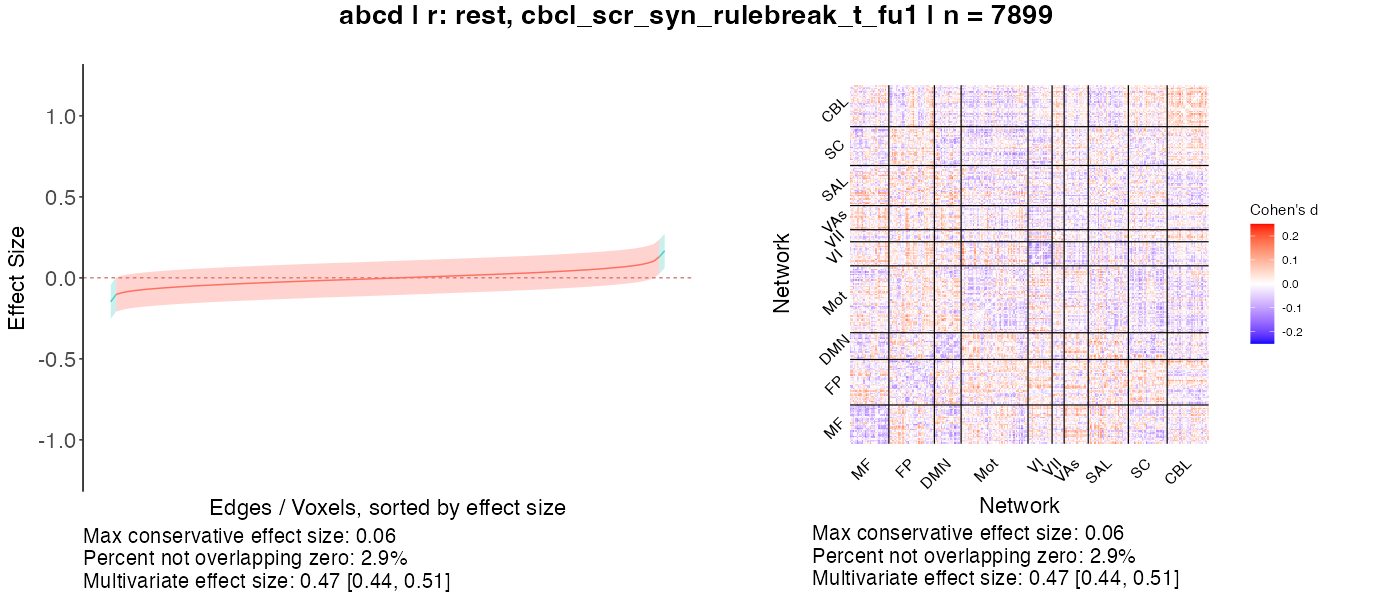 abcd | r: rest, cbcl_scr_syn_rulebreak_t_fu1 | n = 7899
Effect Size
1.0
0.5
0.0
-0.5
-1.0
Edges / Voxels, sorted by effect size
Max conservative effect size: 0.06
Percent not overlapping zero: 2.9%
Multivariate effect size: 0.47 [0.44, 0.51]
Network
CBL
SC
SAL
VAs
VII
VI
Mot
DMN
FP
MF
MF
FP
DMN
Mot
VI
VII
VAs
SAL
SC
CBL
Network
Max conservative effect size: 0.06
Percent not overlapping zero: 2.9%
Multivariate effect size: 0.47 [0.44, 0.51]
Cohen's d
0.2
0.1
0.0
-0.1
-0.2